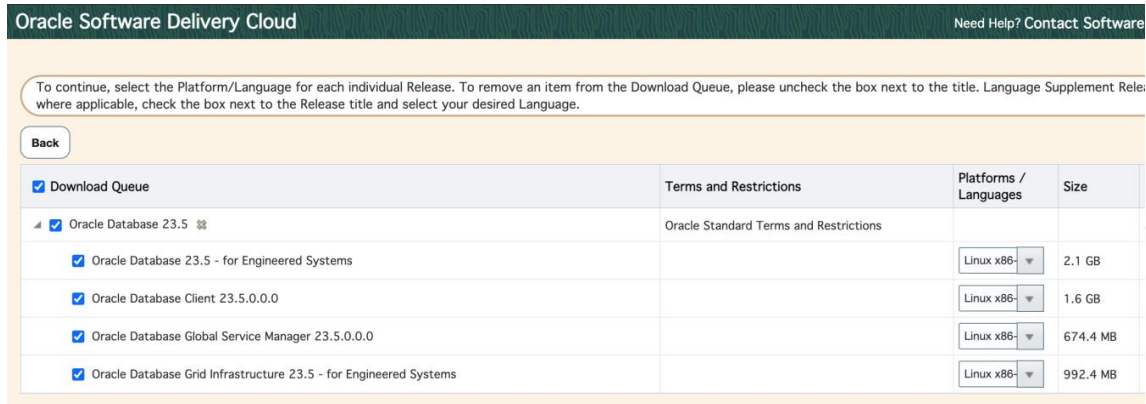 Oracle Software Delivery Cloud
Need Help? Contact Software
To continue, select the Platform/Language for each individual Release. To remove an item from the Download Queue, please uncheck the box next to the title. Language Supplement
where applicable, check the box next to the Release title and select your desired Language.
Back
Download Queue
Terms and Restrictions
Platforms /
Languages
Size
Oracle Database 23.5
Oracle Standard Terms and Restrictions
Oracle Database 23.5 - for Engineered Systems
Linux x86-
2.1 GB
Oracle Database Client 23.5.0.0.0
Linux x86-
1.6 GB
Oracle Database Global Service Manager 23.5.0.0.0
Linux x86-
674.4 MB
Oracle Database Grid Infrastructure 23.5 - for Engineered Systems
Linux x86-
992.4 MB